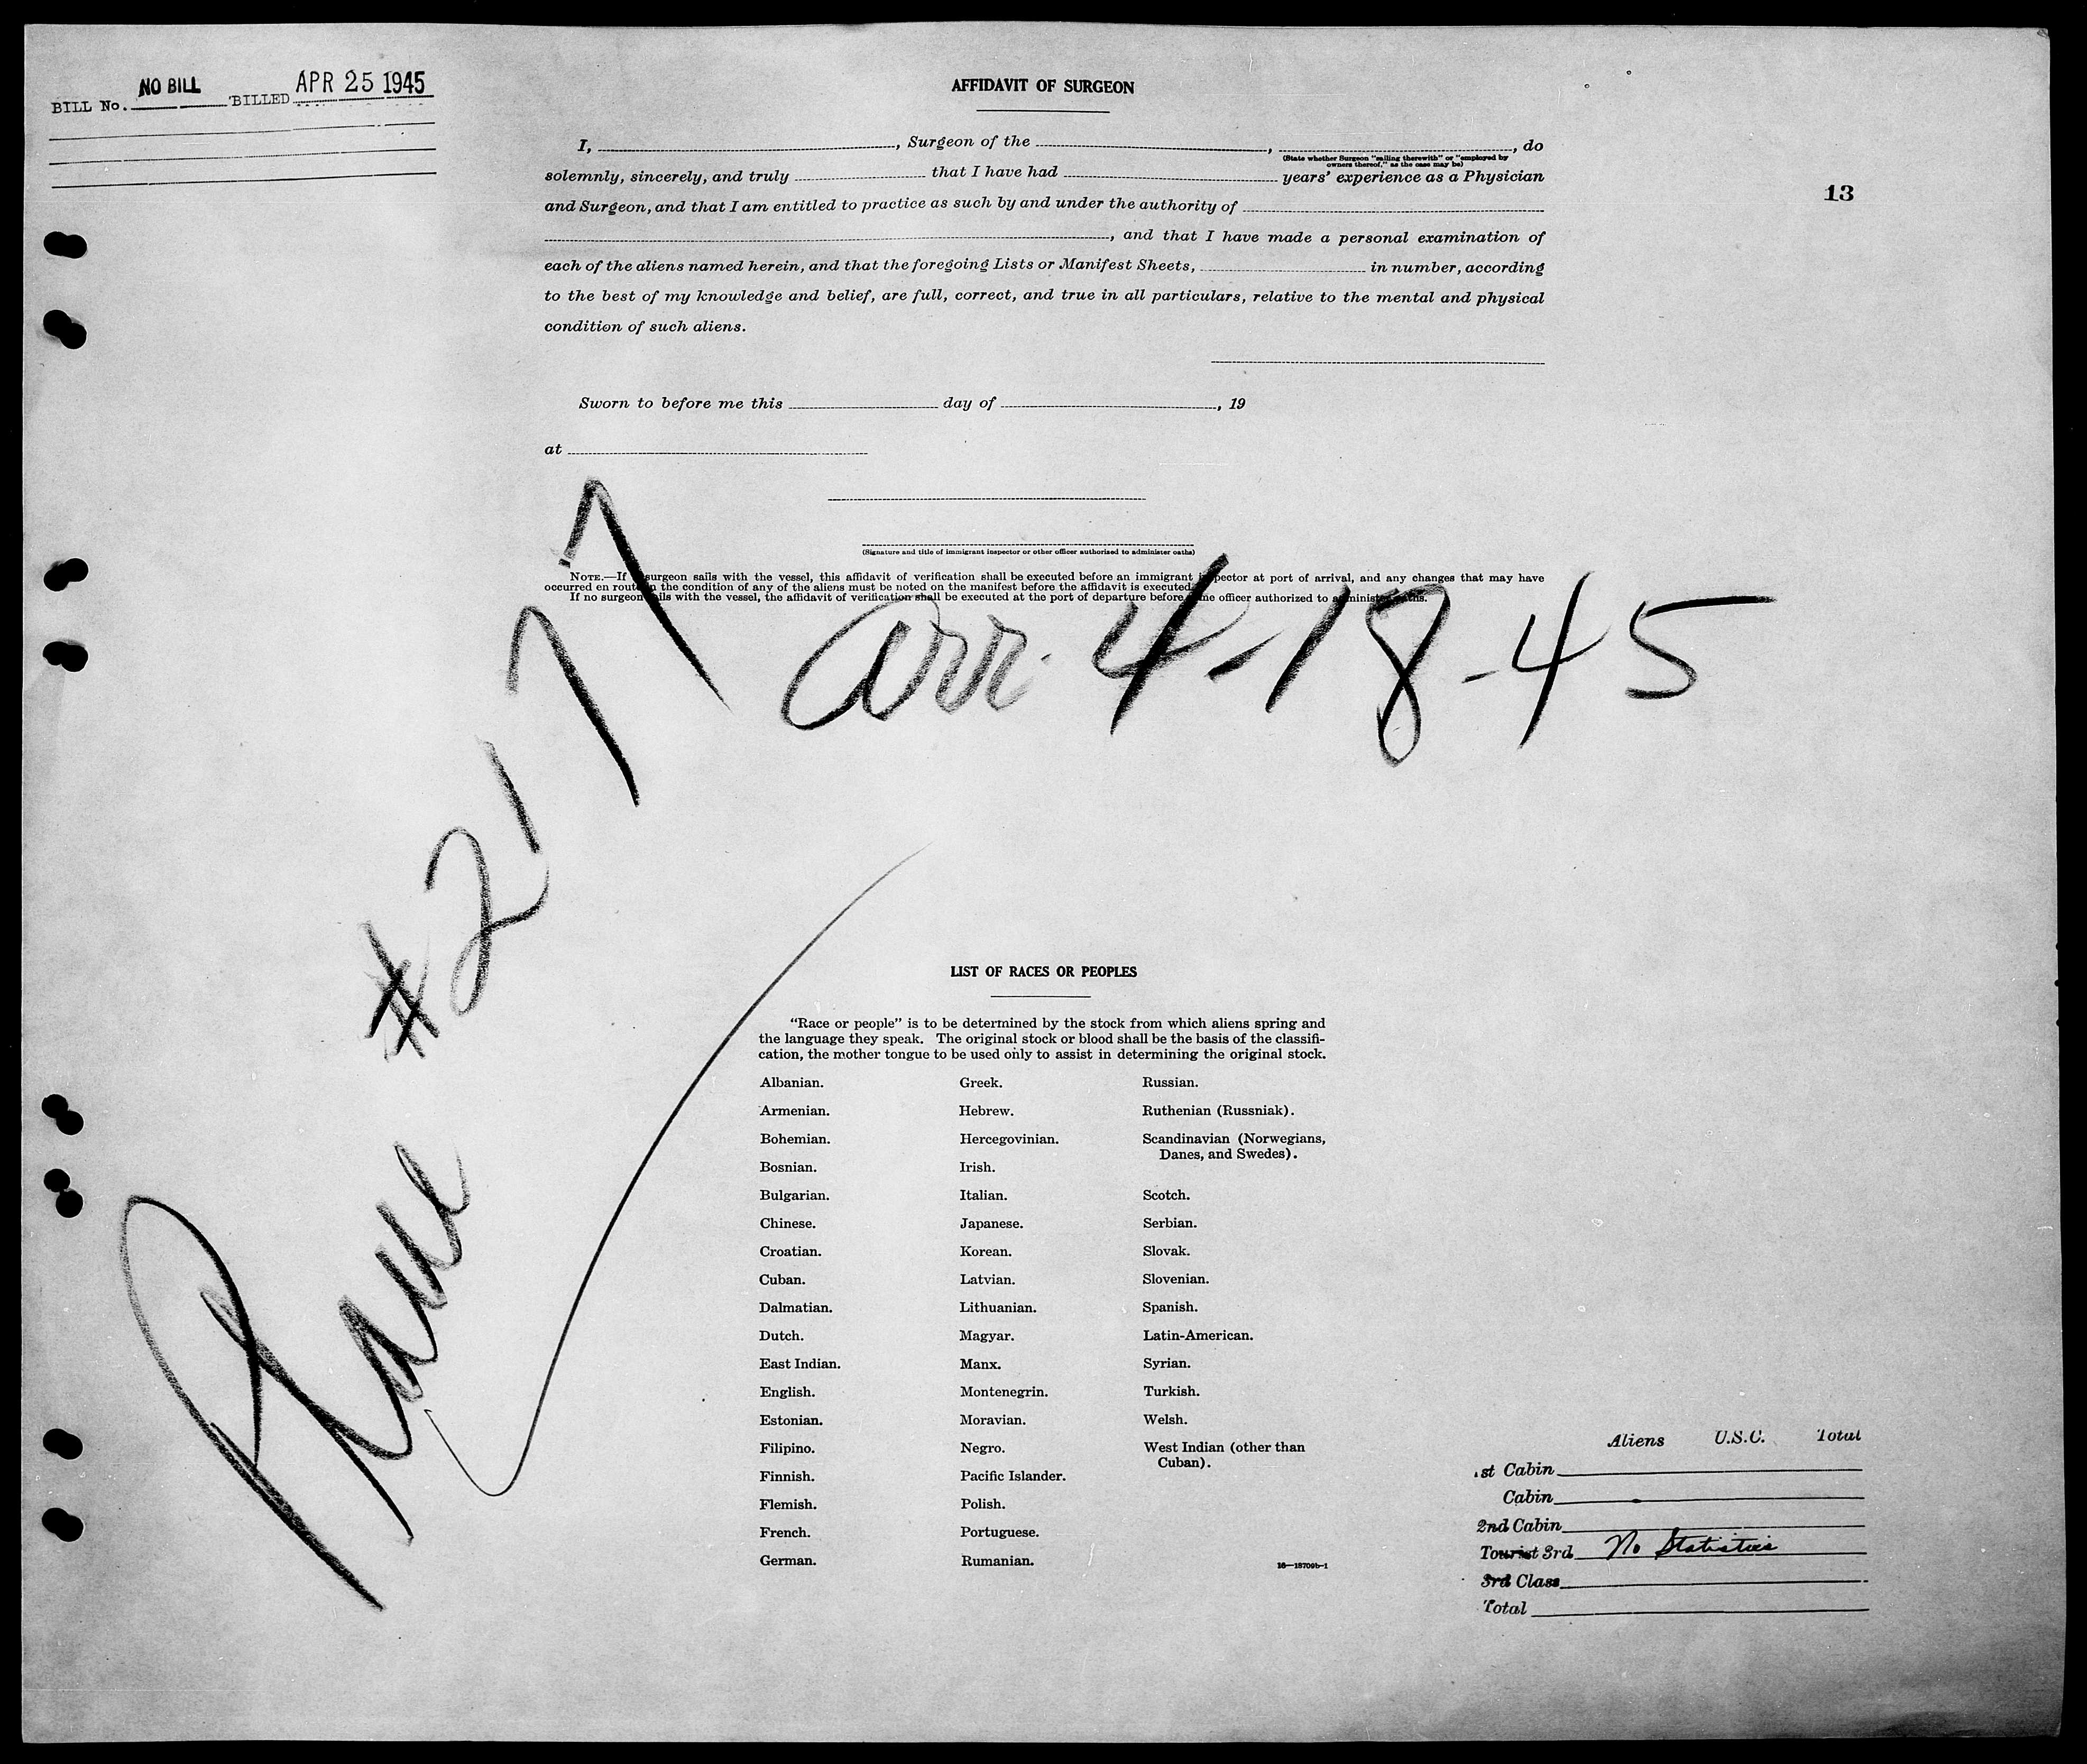 BILL No. NO BILL BILLED APR 25 1945
AFFIDAVIT OF SURGEON
I, , Surgeon of the , , do
(State whether Surgeon "sailing therewith" or "employed by
owners thereof," as the case may be)
solemnly, sincerely, and truly that I have had years' experience as a Physician
13
and Surgeon, and that I am entitled to practice as such by and under the authority of
, and that I have made a personal examination of
each of the aliens named herein, and that the foregoing Lists or Manifest Sheets, in number, according
to the best of my knowledge and belief, are full, correct, and true in all particulars, relative to the mental and physical
condition of such aliens.
Sworn to before me this day of , 19
at
(Signature and title of immigrant inspector or other officer authorized to administer oaths)
NOTE.—If surgeon sails with the vessel, this affidavit of verification shall be executed before an immigrant inspector at port of arrival, and any changes that may have
occurred en route in the condition of any of the aliens must be noted on the manifest before the affidavit is executed.
If no surgeon sails with the vessel, the affidavit of verification shall be executed at the port of departure before officer authorized to administer oaths.
arr. 4-18-45
Plane #2177
LIST OF RACES OR PEOPLES
"Race or people" is to be determined by the stock from which aliens spring and
the language they speak. The original stock or blood shall be the basis of the classifi-
cation, the mother tongue to be used only to assist in determining the original stock.
Albanian. Greek. Russian.
Armenian. Hebrew. Ruthenian (Russniak).
Bohemian. Hercegovinian. Scandinavian (Norwegians,
Danes, and Swedes).
Bosnian. Irish.
Bulgarian. Italian. Scotch.
Chinese. Japanese. Serbian.
Croatian. Korean. Slovak.
Cuban. Latvian. Slovenian.
Dalmatian. Lithuanian. Spanish.
Dutch. Magyar. Latin-American.
East Indian. Manx. Syrian.
English. Montenegrin. Turkish.
Estonian. Moravian. Welsh.
Filipino. Negro. West Indian (other than
Cuban).
Finnish. Pacific Islander.
Flemish. Polish.
French. Portuguese.
German. Rumanian. 16—18709b-1
Aliens U.S.C. Total
1st Cabin
Cabin
2nd Cabin
Tourist 3rd No Statistics
3rd Class
Total